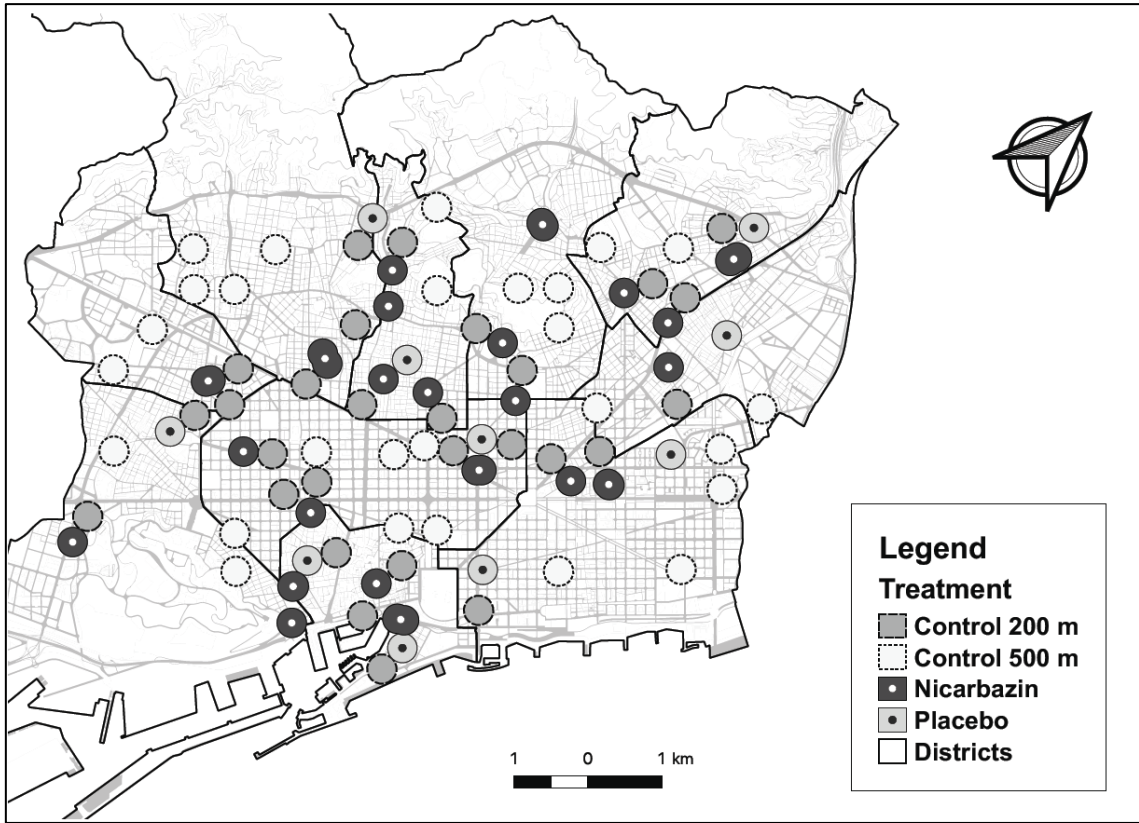 Legend
Treatment
Control 200 m
Control 500 m
Nicarbazin
Placebo
Districts
1 0 1 km